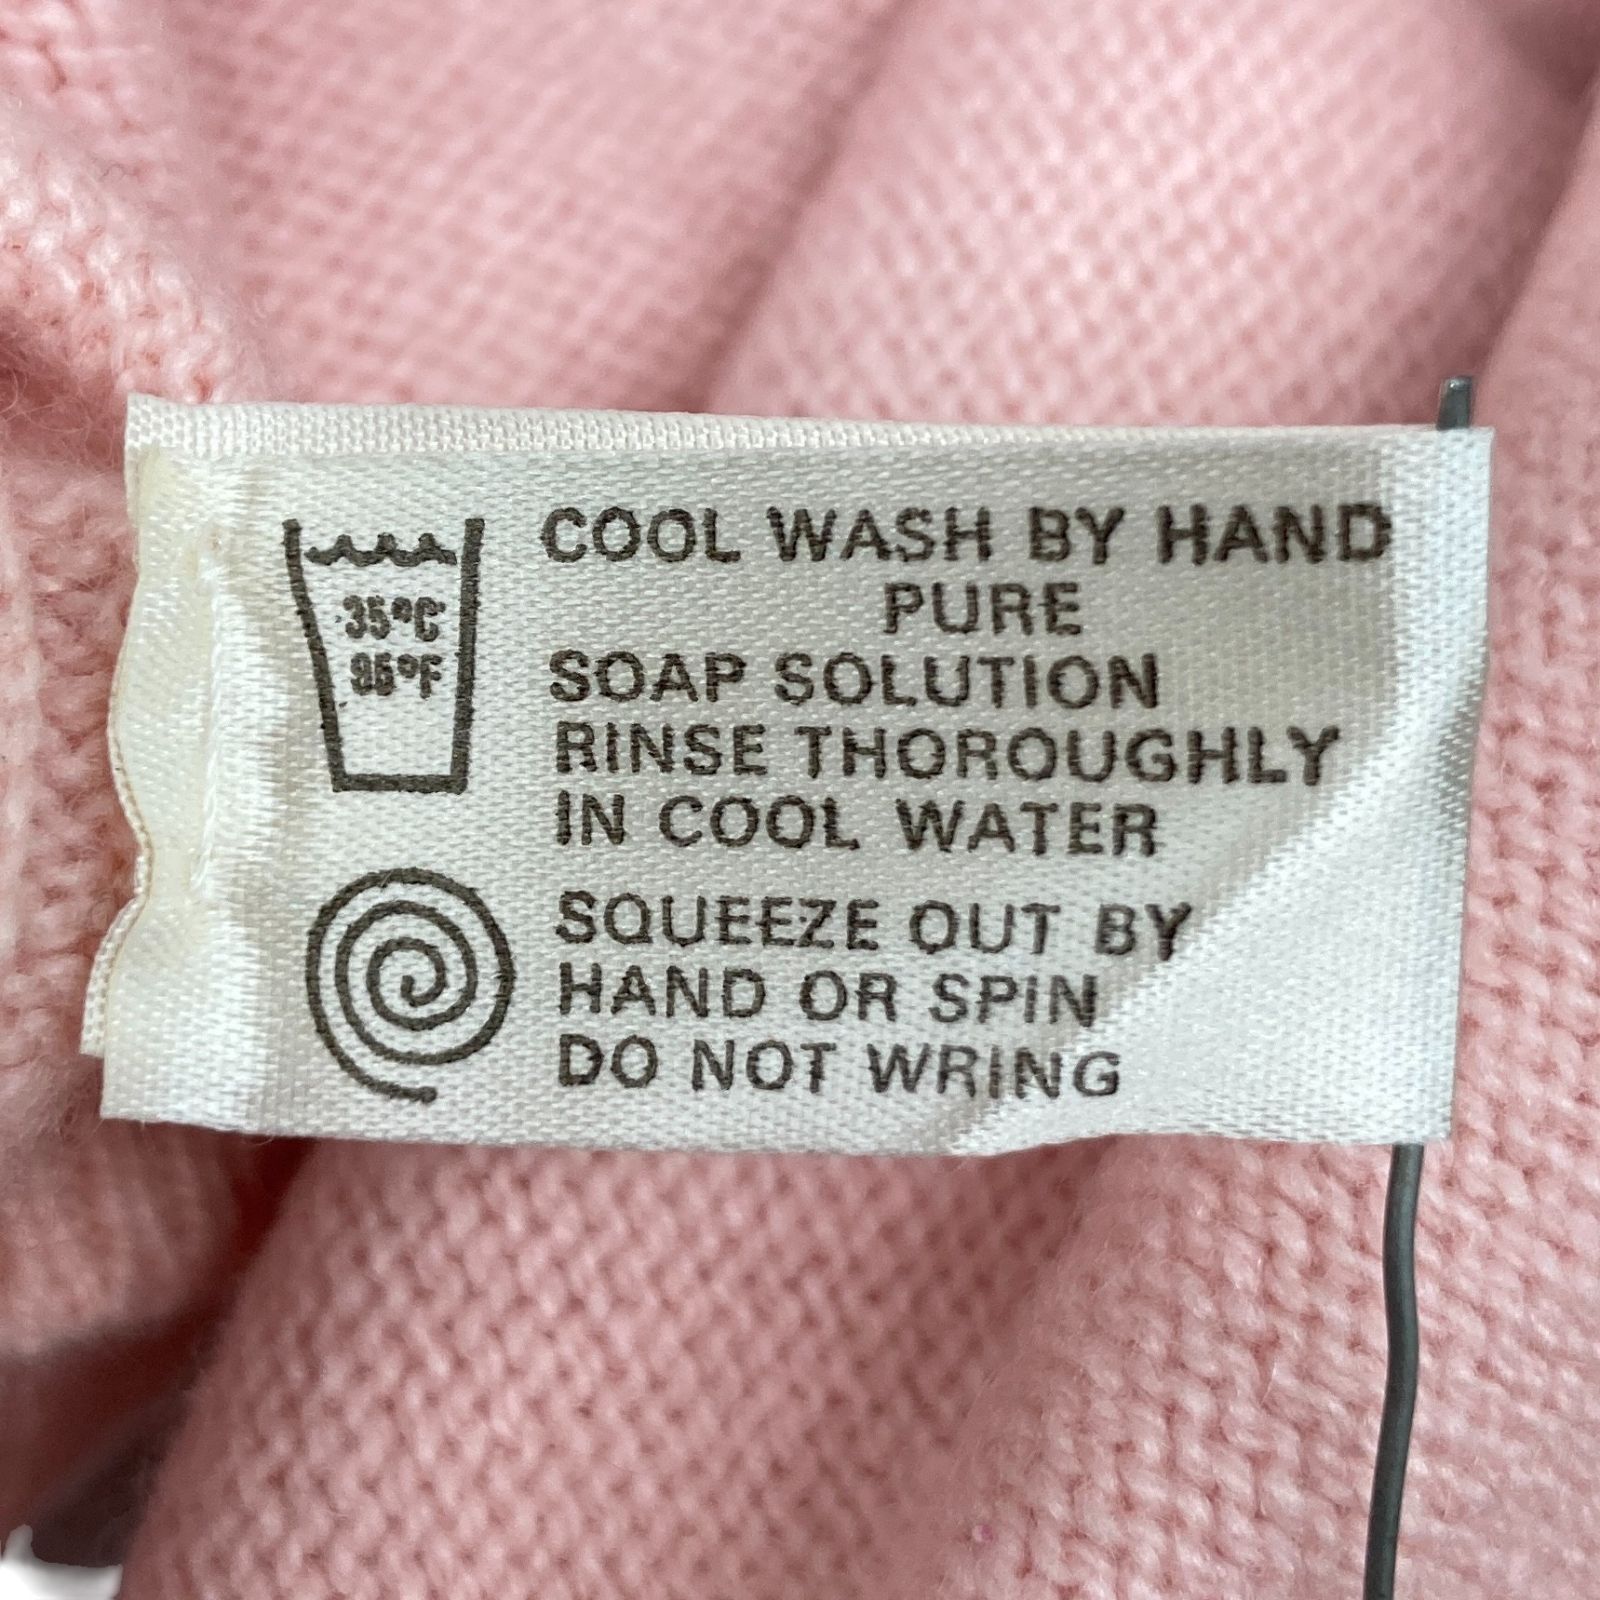 COOL WASH BY HAND
PURE
SOAP SOLUTION
RINSE THOROUGHLY
IN COOL WATER
35°C
95°F
SQUEEZE OUT BY
HAND OR SPIN
DO NOT WRING